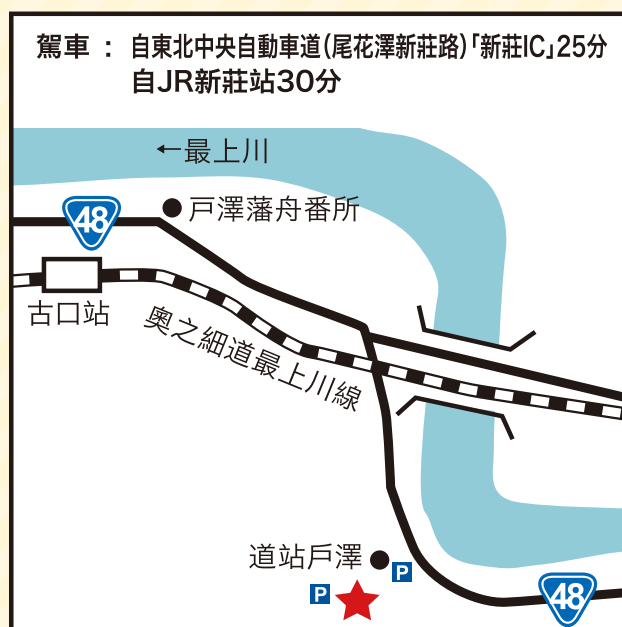 駕車：自東北中央自動車道(尾花澤新莊路)「新莊IC」25分
自JR新莊站30分
←最上川
48
戸澤藩舟番所
古口站
奧之細道最上川線
道站戶澤
P
P
48